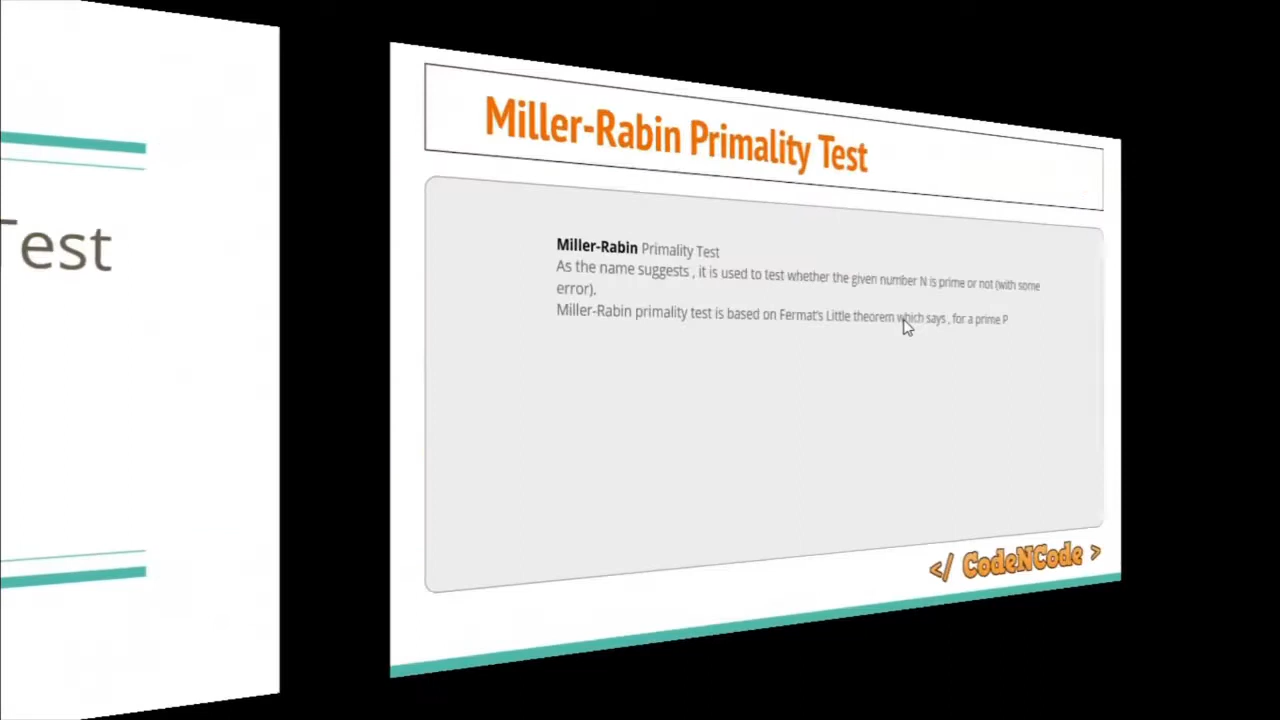 Test
Miller-Rabin Primality Test
Miller-Rabin Primality Test
As the name suggests , it is used to test whether the given number N is prime or not (with some
error).
Miller-Rabin primality test is based on Fermat's Little theorem which says , for a prime P
</ CodeNCode >